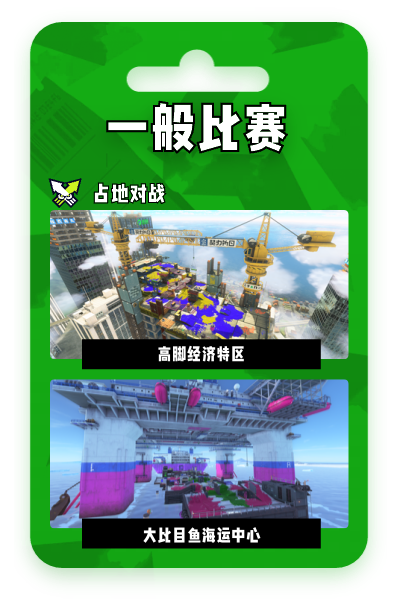 一般比赛
占地对战
高脚经济特区
大比目鱼海运中心